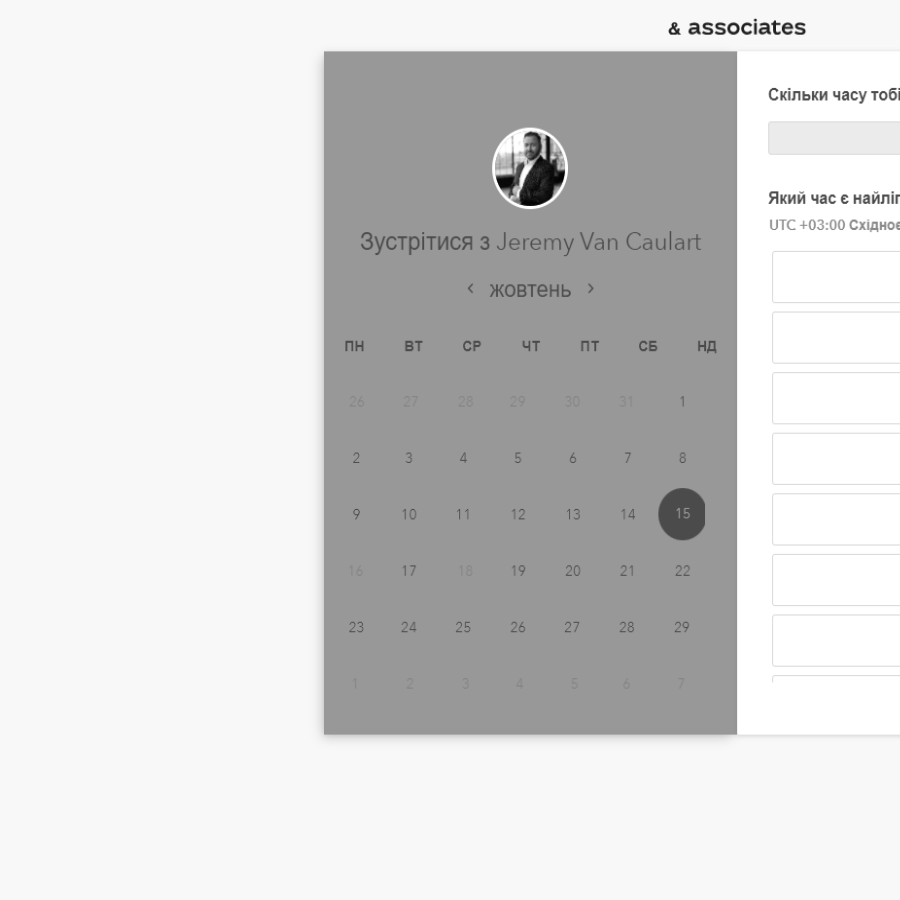 & associates
Зустрітися з Jeremy Van Caulart
жовтень
ПН ВТ СР ЧТ ПТ СБ НД
26 27 28 29 30 31 1
2 3 4 5 6 7 8
9 10 11 12 13 14 15
16 17 18 19 20 21 22
23 24 25 26 27 28 29
1 2 3 4 5 6 7
Скільки часу тобі
Який час є найліп
UTC +03:00 Східноє